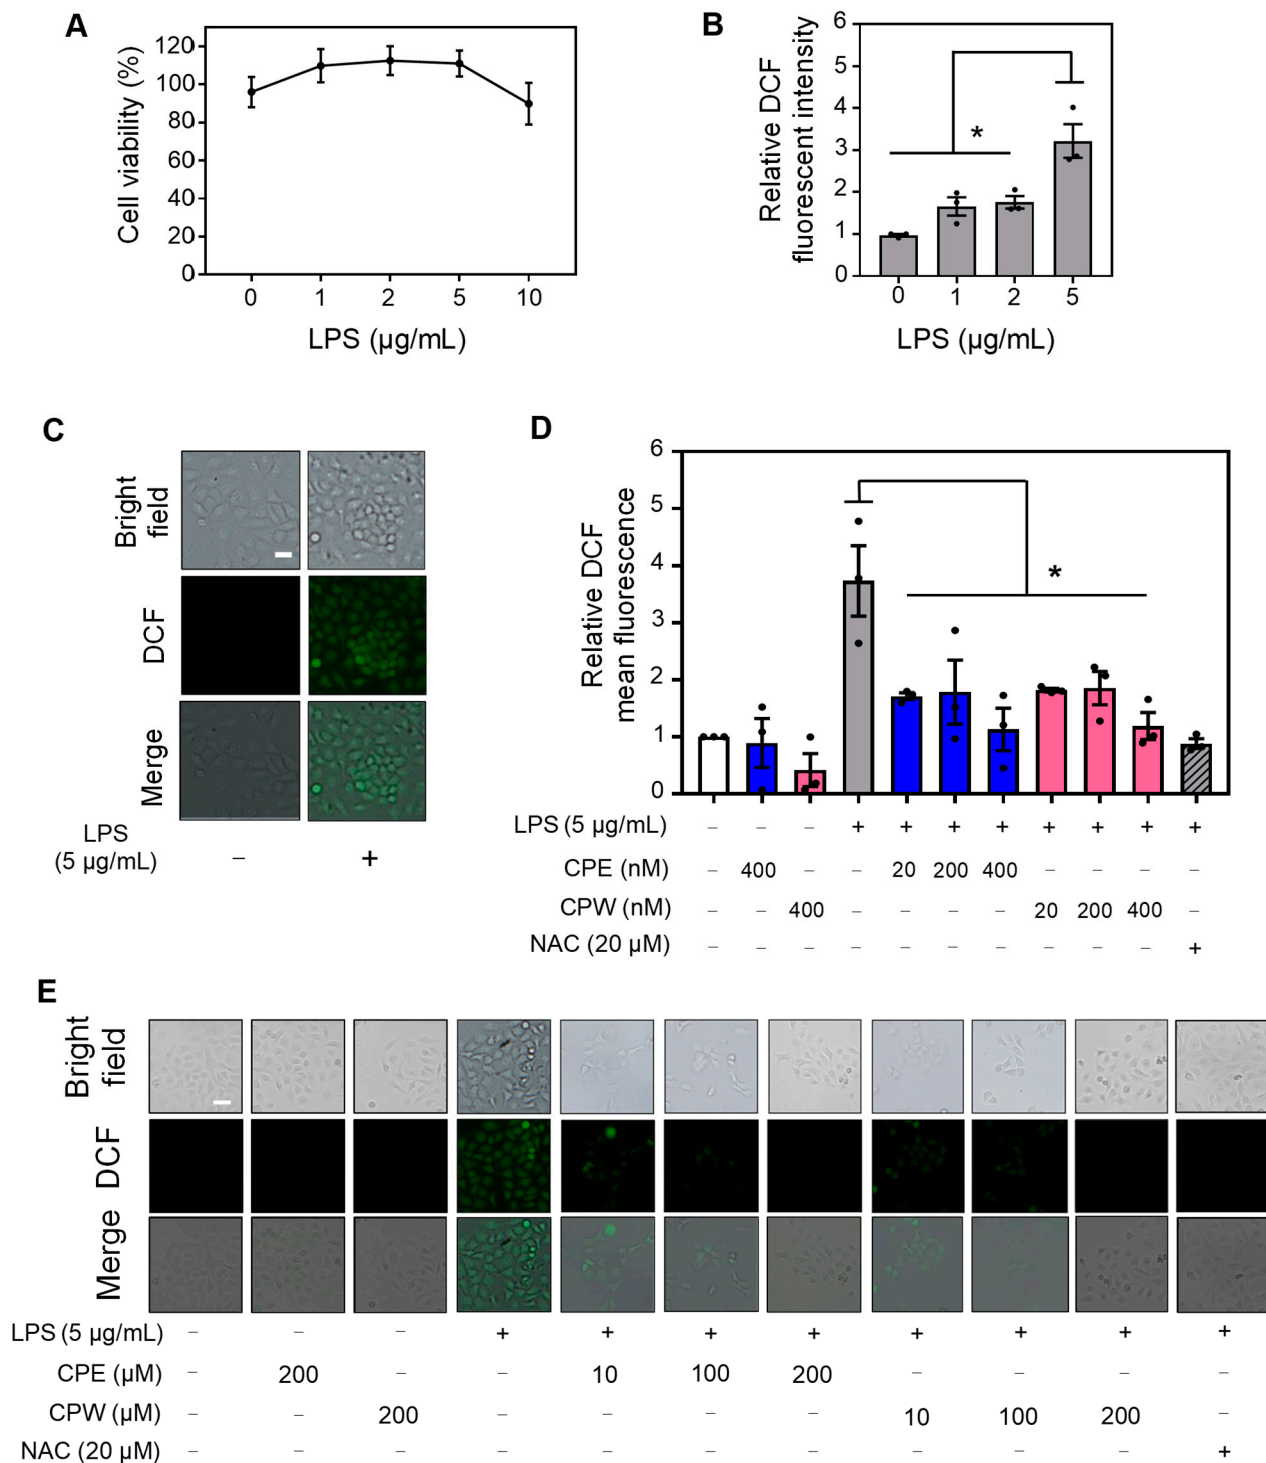 A
Cell viability (%)
120
100
80
60
40
20
0
0 1 2 5 10
LPS (µg/mL)
B
Relative DCF
fluorescent intensity
6
5
4
3
2
1
0
*
0 1 2 5
LPS (µg/mL)
C
Bright
field
DCF
Merge
LPS
(5 µg/mL) − +
D
Relative DCF
mean fluorescence
6
5
4
3
2
1
0
*
LPS (5 µg/mL) − − − + + + + + + + +
CPE (nM) − 400 − − 20 200 400 − − − −
CPW (nM) − − 400 − − − − 20 200 400 −
NAC (20 µM) − − − − − − − − − − +
E
Bright
field
DCF
Merge
LPS (5 µg/mL) − − − + + + + + + + +
CPE (µM) − 200 − − 10 100 200 − − − −
CPW (µM) − − 200 − − − − 10 100 200 −
NAC (20 µM) − − − − − − − − − − +